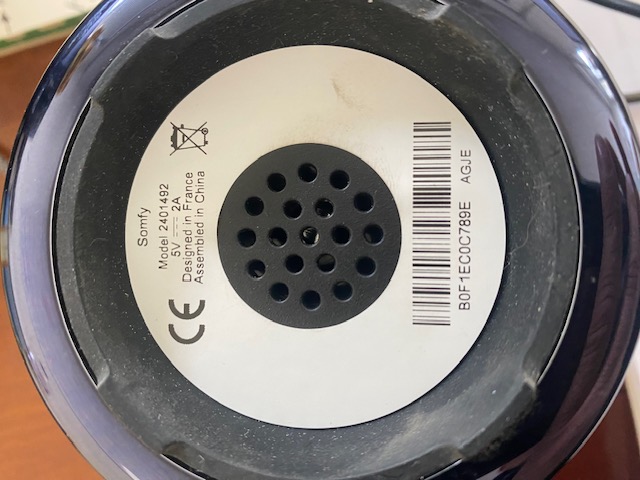 Somfy
Model 2401492
5V ⎓ 2A
Designed in France
Assembled in China
CE
B0F1EC0C789E AGJE